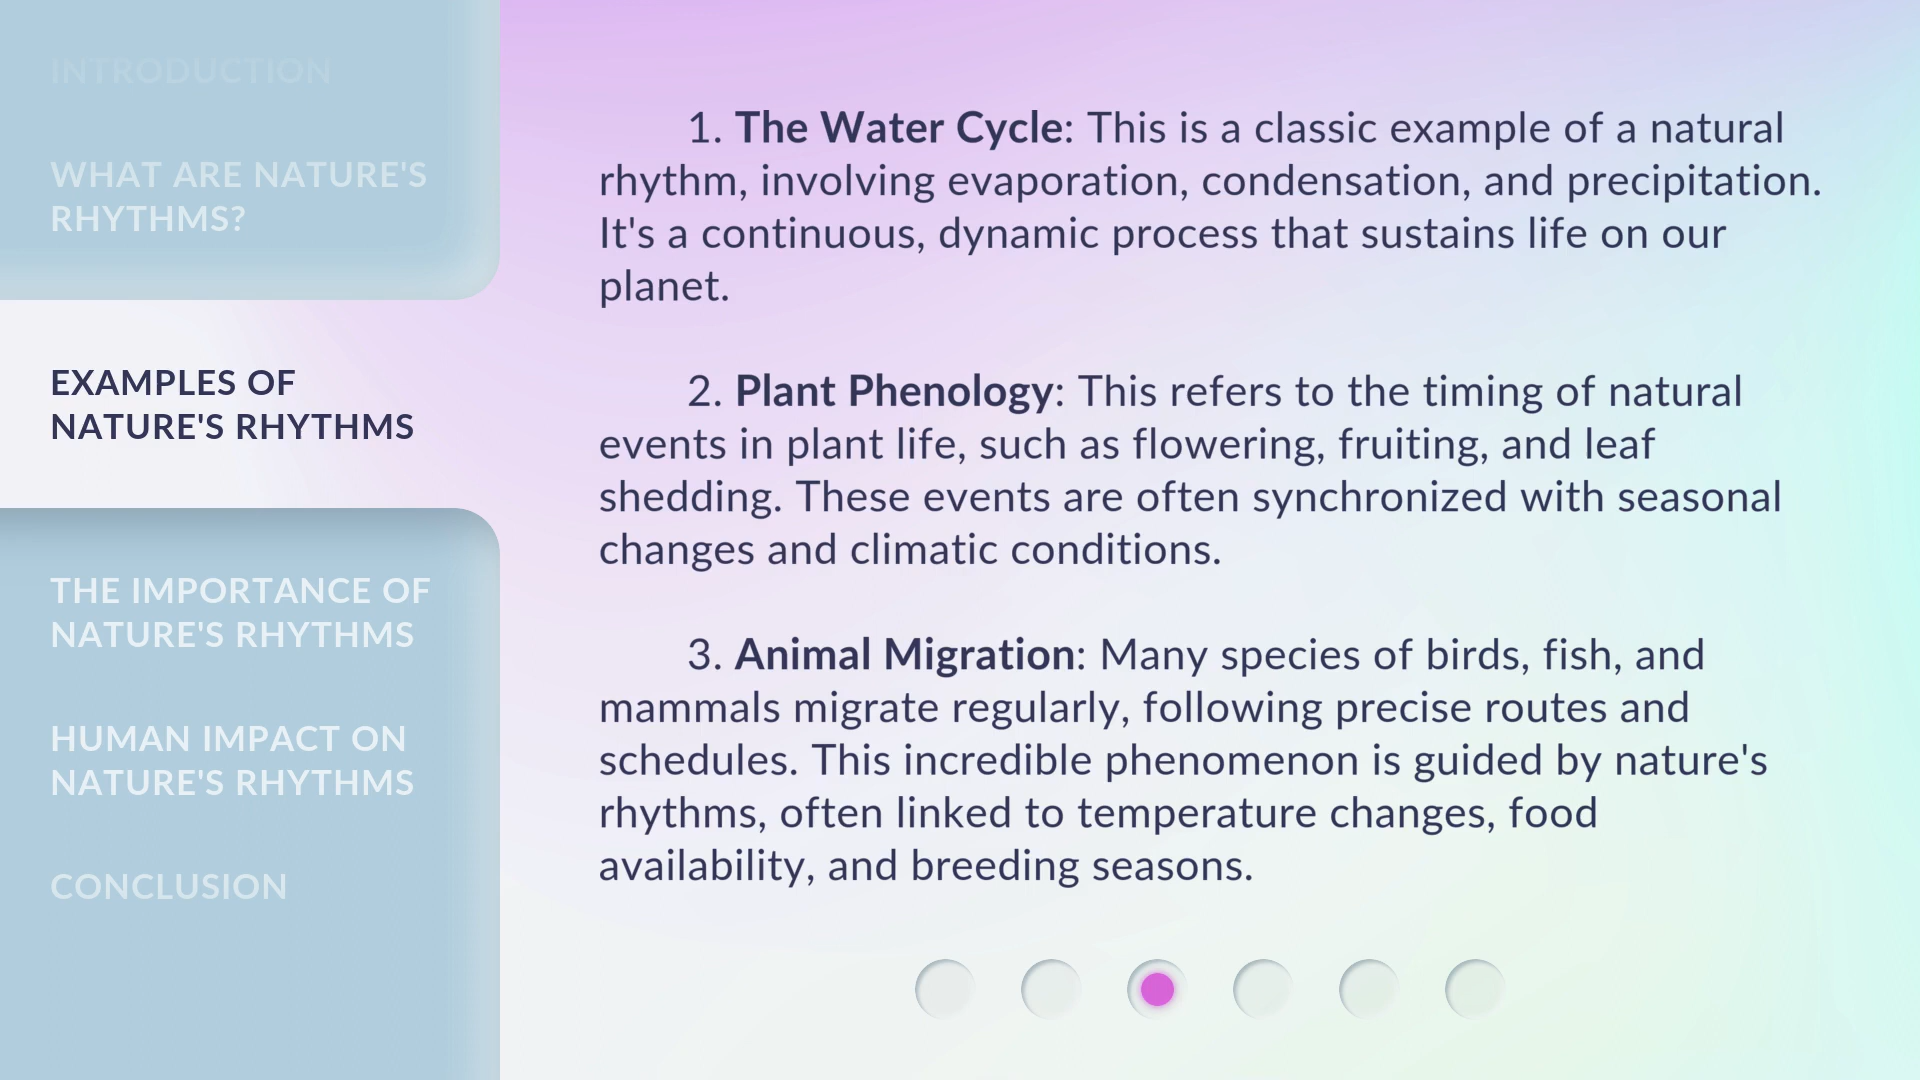 INTRODUCTION
WHAT ARE NATURE'S
RHYTHMS?
EXAMPLES OF
NATURE'S RHYTHMS
THE IMPORTANCE OF
NATURE'S RHYTHMS
HUMAN IMPACT ON
NATURE'S RHYTHMS
CONCLUSION
1. The Water Cycle: This is a classic example of a natural
rhythm, involving evaporation, condensation, and precipitation.
It's a continuous, dynamic process that sustains life on our
planet.
2. Plant Phenology: This refers to the timing of natural
events in plant life, such as flowering, fruiting, and leaf
shedding. These events are often synchronized with seasonal
changes and climatic conditions.
3. Animal Migration: Many species of birds, fish, and
mammals migrate regularly, following precise routes and
schedules. This incredible phenomenon is guided by nature's
rhythms, often linked to temperature changes, food
availability, and breeding seasons.